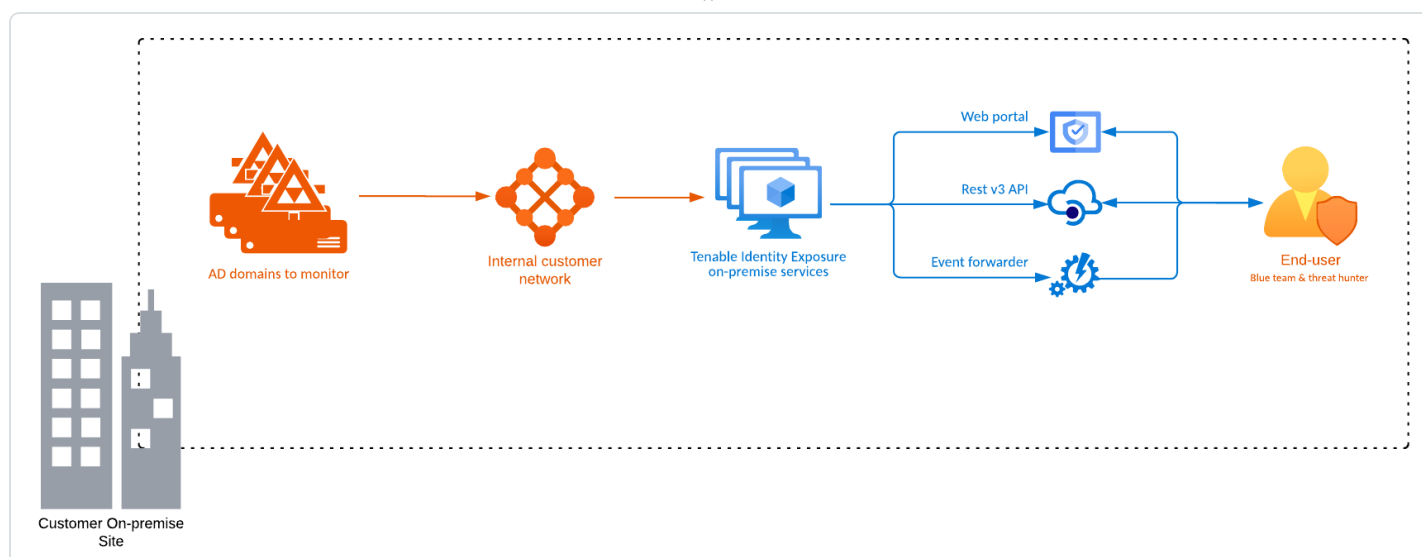 Web portal
Rest v3 API
Event forwarder
AD domains to monitor
Internal customer
network
Tenable Identity Exposure
on-premise services
End-user
Blue team & threat hunter
Customer On-premise
Site